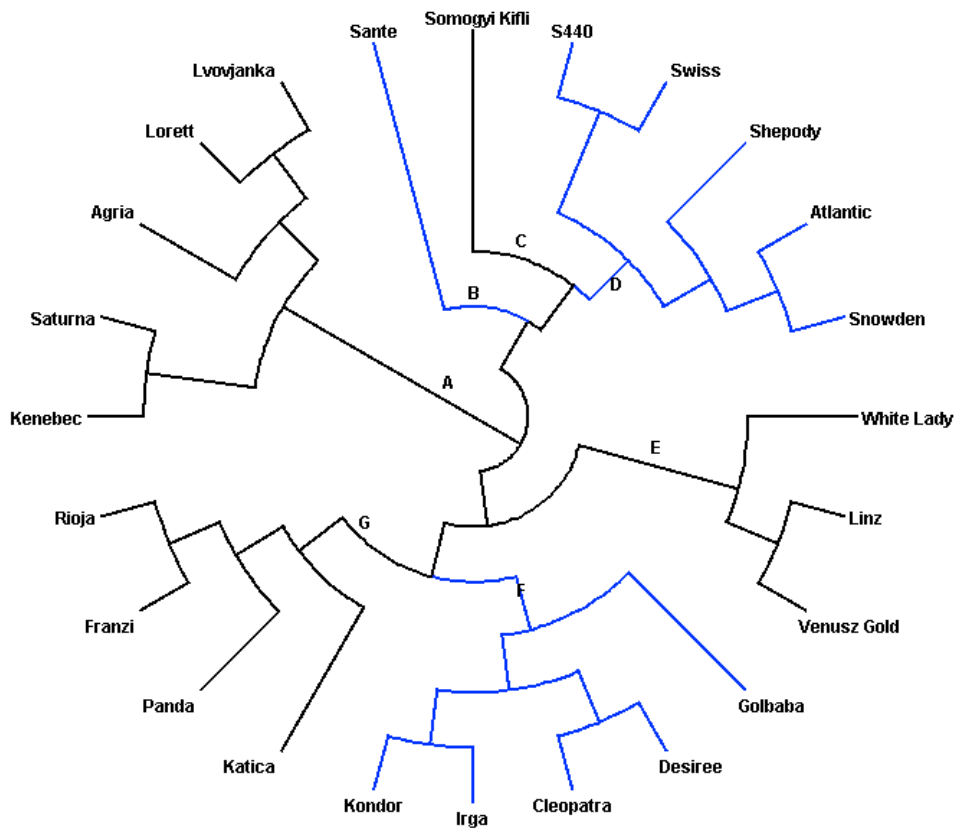 Somogyi Kifli
Sante
S440
Lvovjanka
Swiss
Lorett
Shepody
Agria
Atlantic
C
D
B
Saturna
Snowden
A
Kenebec
White Lady
E
Rioja
G
Linz
F
Franzi
Venusz Gold
Panda
Golbaba
Katica
Desiree
Kondor
Cleopatra
Irga